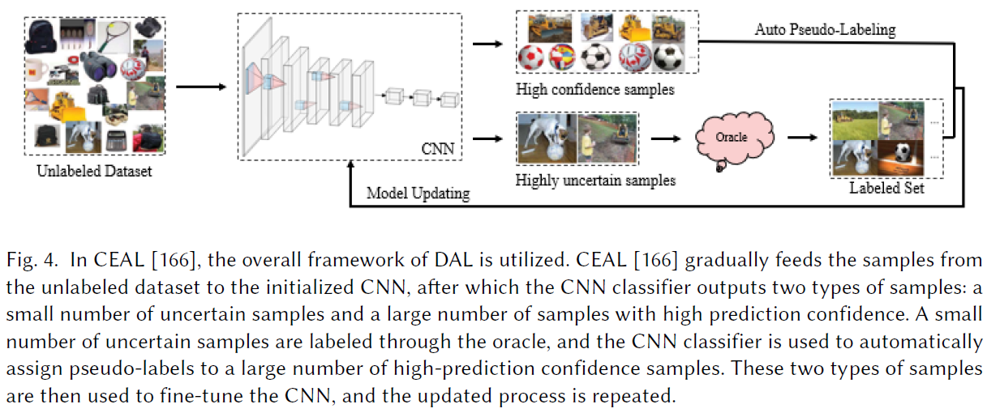 Auto Pseudo-Labeling
High confidence samples
Oracle
CNN
Unlabeled Dataset
Highly uncertain samples
Labeled Set
Model Updating
Fig. 4. In CEAL [166], the overall framework of DAL is utilized. CEAL [166] gradually feeds the samples from
the unlabeled dataset to the initialized CNN, after which the CNN classifier outputs two types of samples: a
small number of uncertain samples and a large number of samples with high prediction confidence. A small
number of uncertain samples are labeled through the oracle, and the CNN classifier is used to automatically
assign pseudo-labels to a large number of high-prediction confidence samples. These two types of samples
are then used to fine-tune the CNN, and the updated process is repeated.